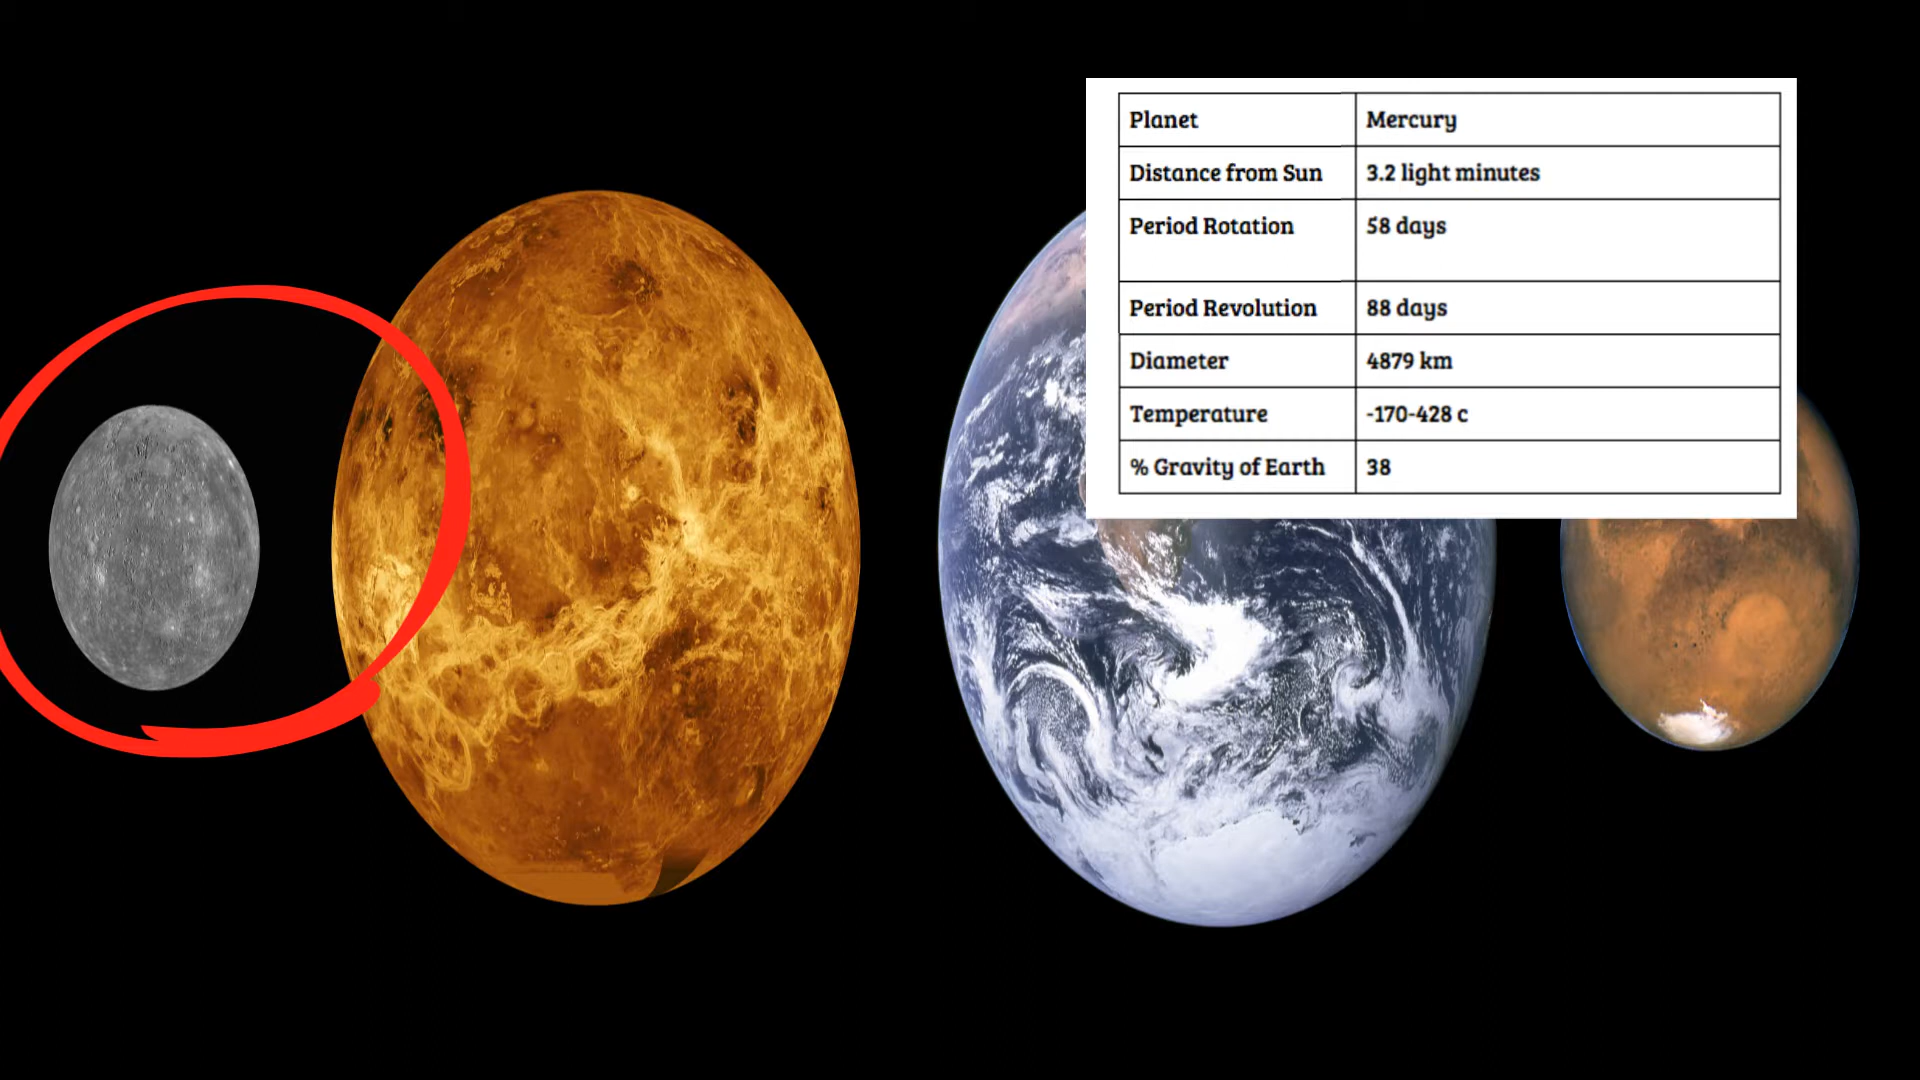 Planet Mercury
Distance from Sun 3.2 light minutes
Period Rotation 58 days
Period Revolution 88 days
Diameter 4879 km
Temperature -170-428 c
% Gravity of Earth 38